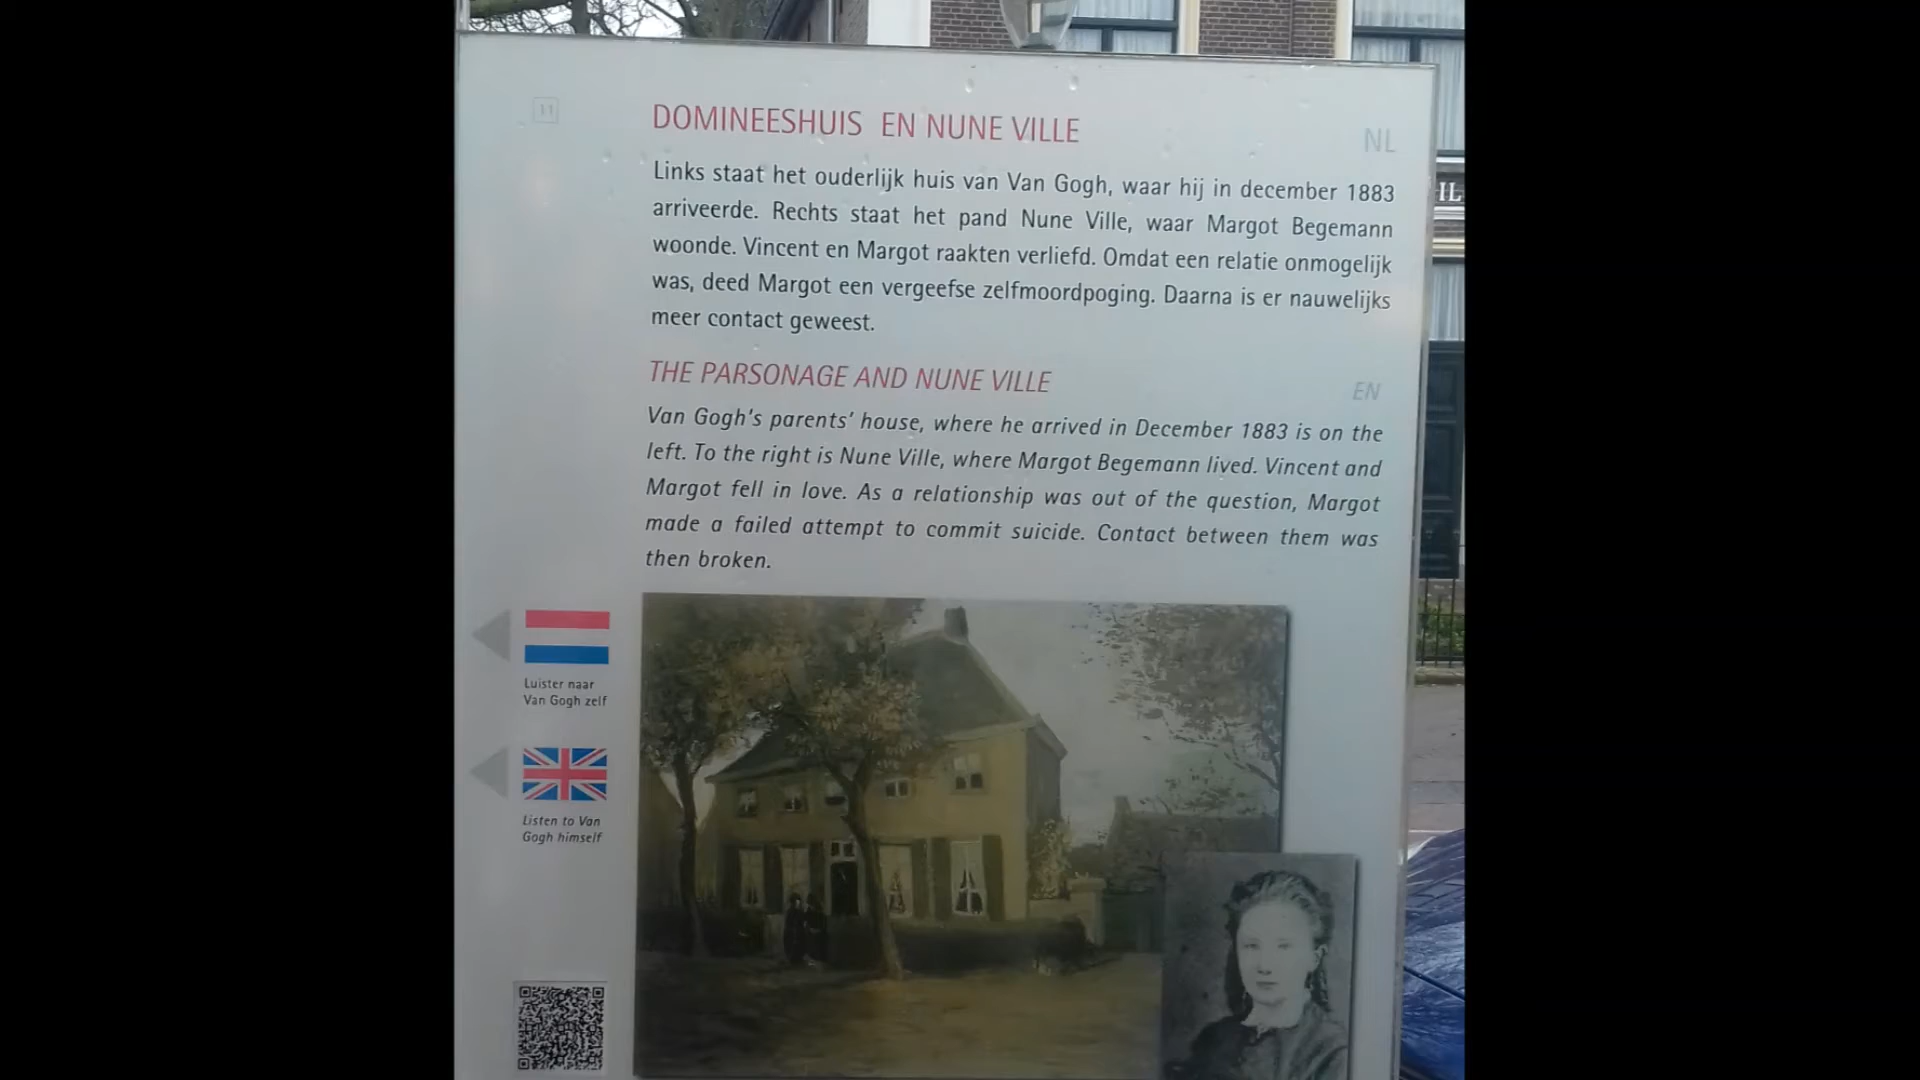 11
DOMINEESHUIS EN NUNE VILLE
NL
Links staat het ouderlijk huis van Van Gogh, waar hij in december 1883
arriveerde. Rechts staat het pand Nune Ville, waar Margot Begemann
woonde. Vincent en Margot raakten verliefd. Omdat een relatie onmogelijk
was, deed Margot een vergeefse zelfmoordpoging. Daarna is er nauwelijks
meer contact geweest.
THE PARSONAGE AND NUNE VILLE
EN
Van Gogh's parents' house, where he arrived in December 1883 is on the
left. To the right is Nune Ville, where Margot Begemann lived. Vincent and
Margot fell in love. As a relationship was out of the question, Margot
made a failed attempt to commit suicide. Contact between them was
then broken.
Luister naar
Van Gogh zelf
Listen to Van
Gogh himself